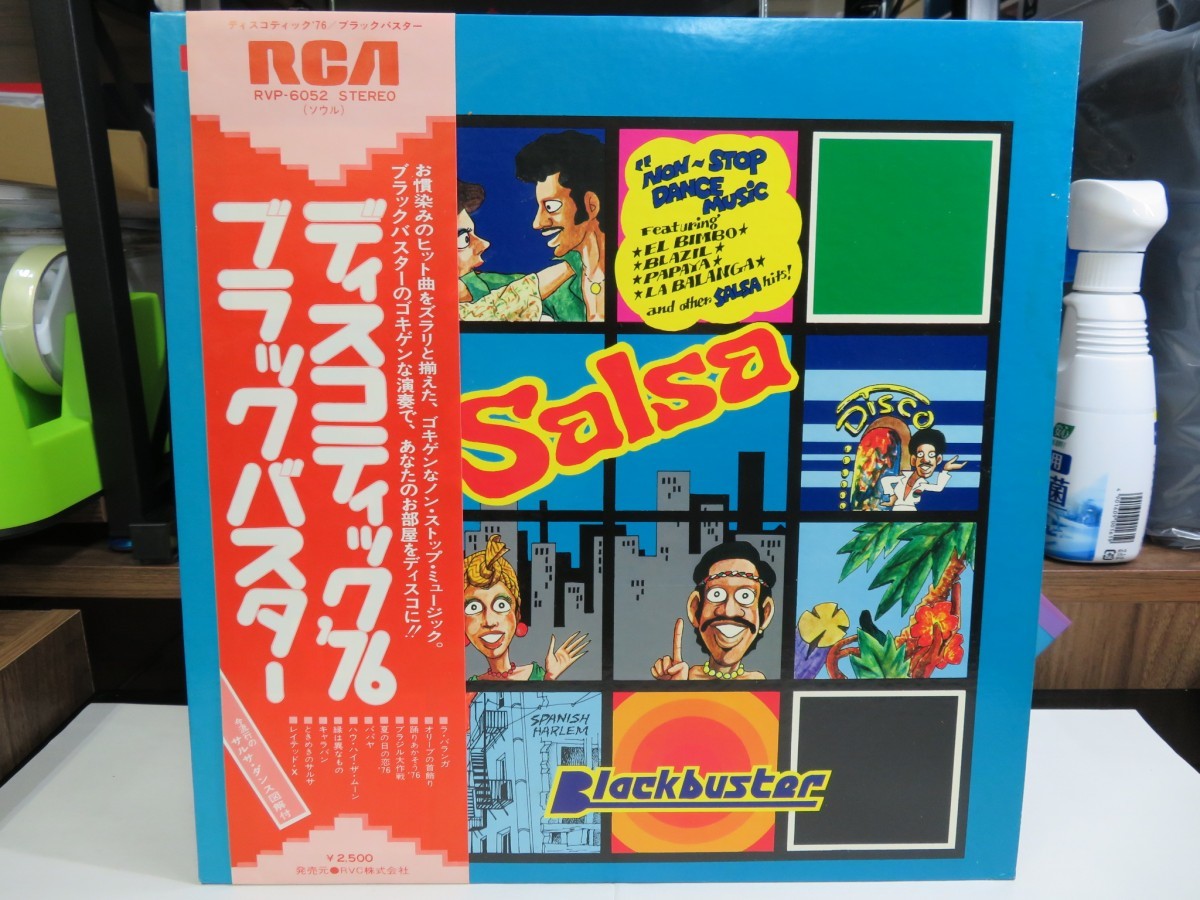 ディスコティック'76/ブラックバスター
RCA
RVP-6052 STEREO
(ソウル)
お慣染みのヒット曲をズラリと揃えた、ゴキゲンなノン・ストップ・ミュージック。
ブラックバスターのゴキゲンな演奏で、あなたのお部屋をディスコに!!
ディスコティック'76
ブラックバスター
■ラ・バランガ
■オリーブの首飾り
■踊りあかそう'76
■ブラジル大作戦
■夏の日の恋'76
■パパヤ
■ハウ・ハイ・ザ・ムーン
■縁は異なもの
■キャラバン
■ときめきのサルサ
■レイテッド・X
今流行の
サルサ・ダンス図解付
¥2,500
発売元●RVC株式会社
"NON~STOP
DANCE
MUSIC
Featuring
★EL BIMBO★
★BLAZIL★
★PAPAYA★
★LA BALANGA★
and other SALSA hits!
Salsa
DISCO
SPANISH
HARLEM
Blackbuster
用
菌